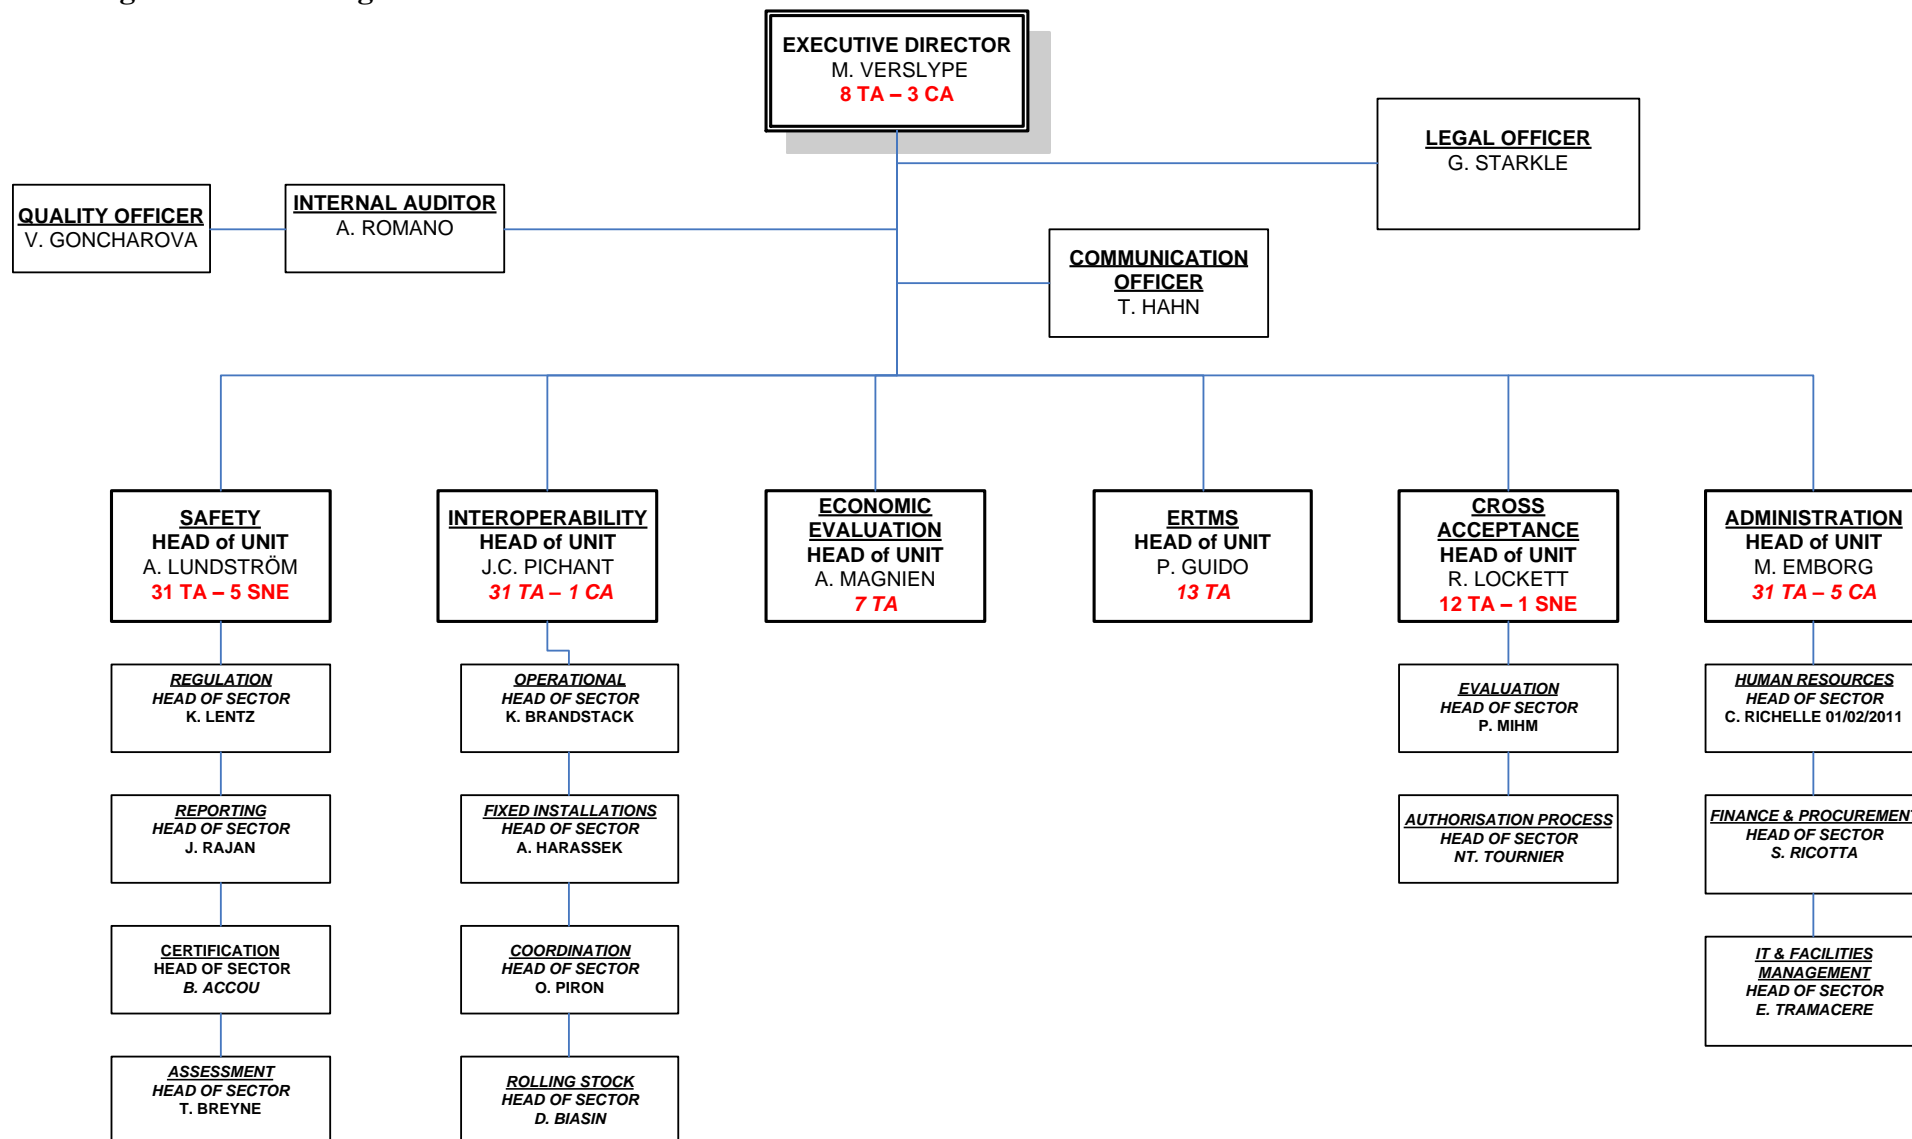 EXECUTIVE DIRECTOR
M. VERSLYPE
8 TA – 3 CA
LEGAL OFFICER
G. STARKLE
QUALITY OFFICER
V. GONCHAROVA
INTERNAL AUDITOR
A. ROMANO
COMMUNICATION
OFFICER
T. HAHN
SAFETY
HEAD of UNIT
A. LUNDSTRÖM
31 TA – 5 SNE
INTEROPERABILITY
HEAD of UNIT
J.C. PICHANT
31 TA – 1 CA
ECONOMIC
EVALUATION
HEAD of UNIT
A. MAGNIEN
7 TA
ERTMS
HEAD of UNIT
P. GUIDO
13 TA
CROSS
ACCEPTANCE
HEAD of UNIT
R. LOCKETT
12 TA – 1 SNE
ADMINISTRATION
HEAD of UNIT
M. EMBORG
31 TA – 5 CA
REGULATION
HEAD OF SECTOR
K. LENTZ
OPERATIONAL
HEAD OF SECTOR
K. BRANDSTACK
EVALUATION
HEAD OF SECTOR
P. MIHM
HUMAN RESOURCES
HEAD OF SECTOR
C. RICHELLE 01/02/2011
REPORTING
HEAD OF SECTOR
J. RAJAN
FIXED INSTALLATIONS
HEAD OF SECTOR
A. HARASSEK
AUTHORISATION PROCESS
HEAD OF SECTOR
NT. TOURNIER
FINANCE & PROCUREMENT
HEAD OF SECTOR
S. RICOTTA
CERTIFICATION
HEAD OF SECTOR
B. ACCOU
COORDINATION
HEAD OF SECTOR
O. PIRON
IT & FACILITIES
MANAGEMENT
HEAD OF SECTOR
E. TRAMACERE
ASSESSMENT
HEAD OF SECTOR
T. BREYNE
ROLLING STOCK
HEAD OF SECTOR
D. BIASIN